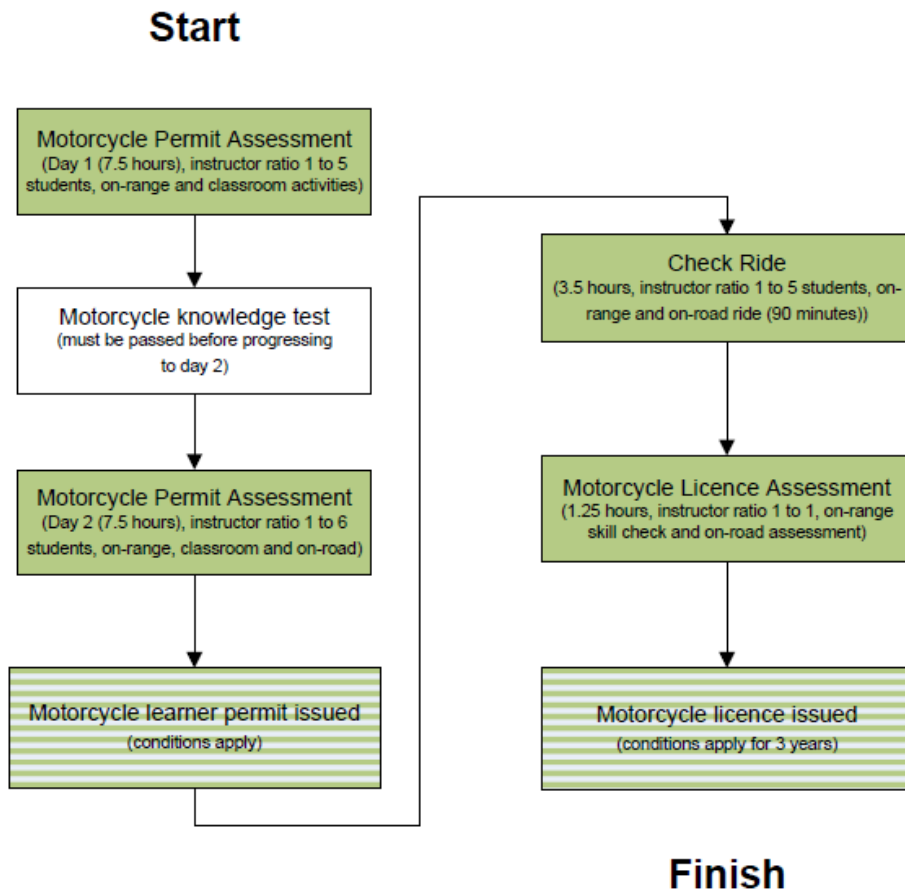 Start
Motorcycle Permit Assessment
(Day 1 (7.5 hours), instructor ratio 1 to 5
students, on-range and classroom activities)
Motorcycle knowledge test
(must be passed before progressing
to day 2)
Motorcycle Permit Assessment
(Day 2 (7.5 hours), instructor ratio 1 to 6
students, on-range, classroom and on-road)
Motorcycle learner permit issued
(conditions apply)
Check Ride
(3.5 hours, instructor ratio 1 to 5 students, on-
range and on-road ride (90 minutes))
Motorcycle Licence Assessment
(1.25 hours, instructor ratio 1 to 1, on-range
skill check and on-road assessment)
Motorcycle licence issued
(conditions apply for 3 years)
Finish